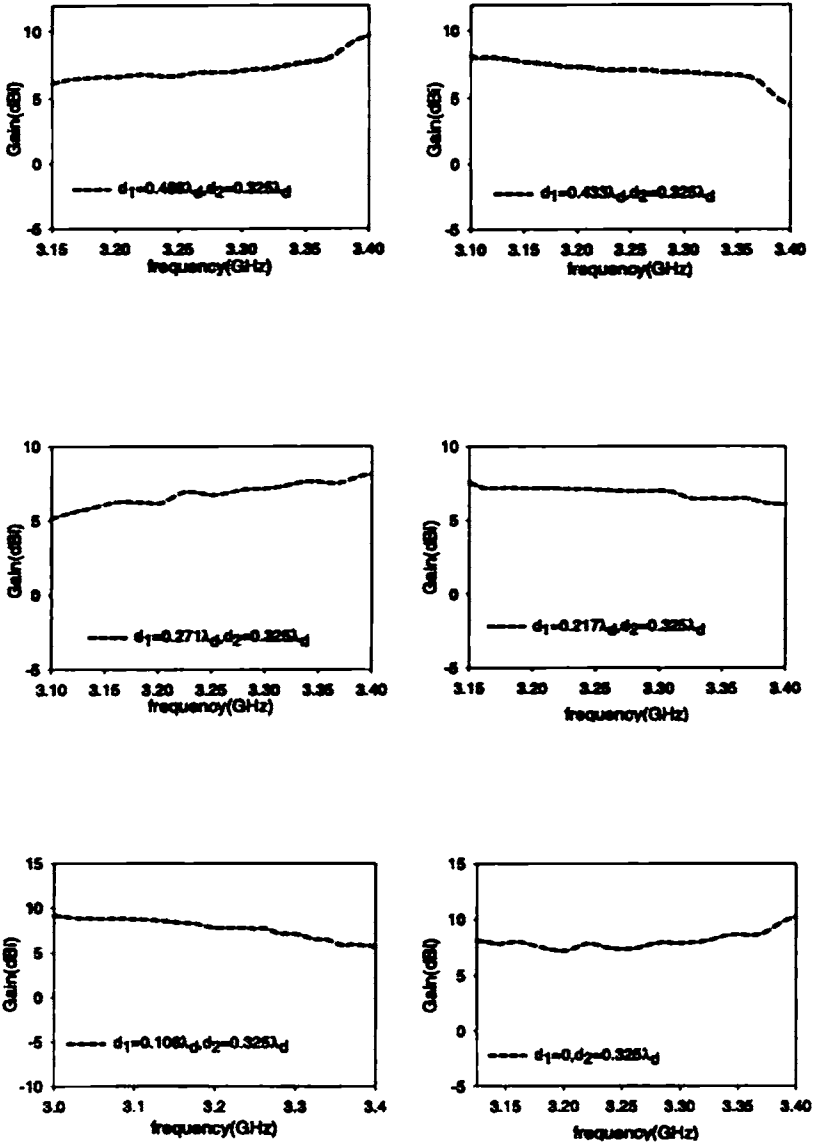 10
5
0
-5
Gain(dBi)
d1=0.433λd,d2=0.325λd
3.15 3.20 3.25 3.30 3.35 3.40
frequency(GHz)
10
5
0
-5
Gain(dBi)
d2=0.325λd
3.10 3.15 3.20 3.25 3.30 3.35 3.40
frequency(GHz)
10
5
0
-5
Gain(dBi)
d1=0.271λd,d2=0.325λd
3.10 3.15 3.20 3.25 3.30 3.35 3.40
frequency(GHz)
10
5
0
-5
Gain(dBi)
d1=0.217λd,d2=0.325λd
3.15 3.20 3.25 3.30 3.35 3.40
frequency(GHz)
15
10
5
0
-5
-10
Gain(dBi)
d1=0.108λd,d2=0.325λd
3.0 3.1 3.2 3.3 3.4
frequency(GHz)
15
10
5
0
-5
Gain(dBi)
d1=0,d2=0.325λd
3.15 3.20 3.25 3.30 3.35 3.40
frequency(GHz)